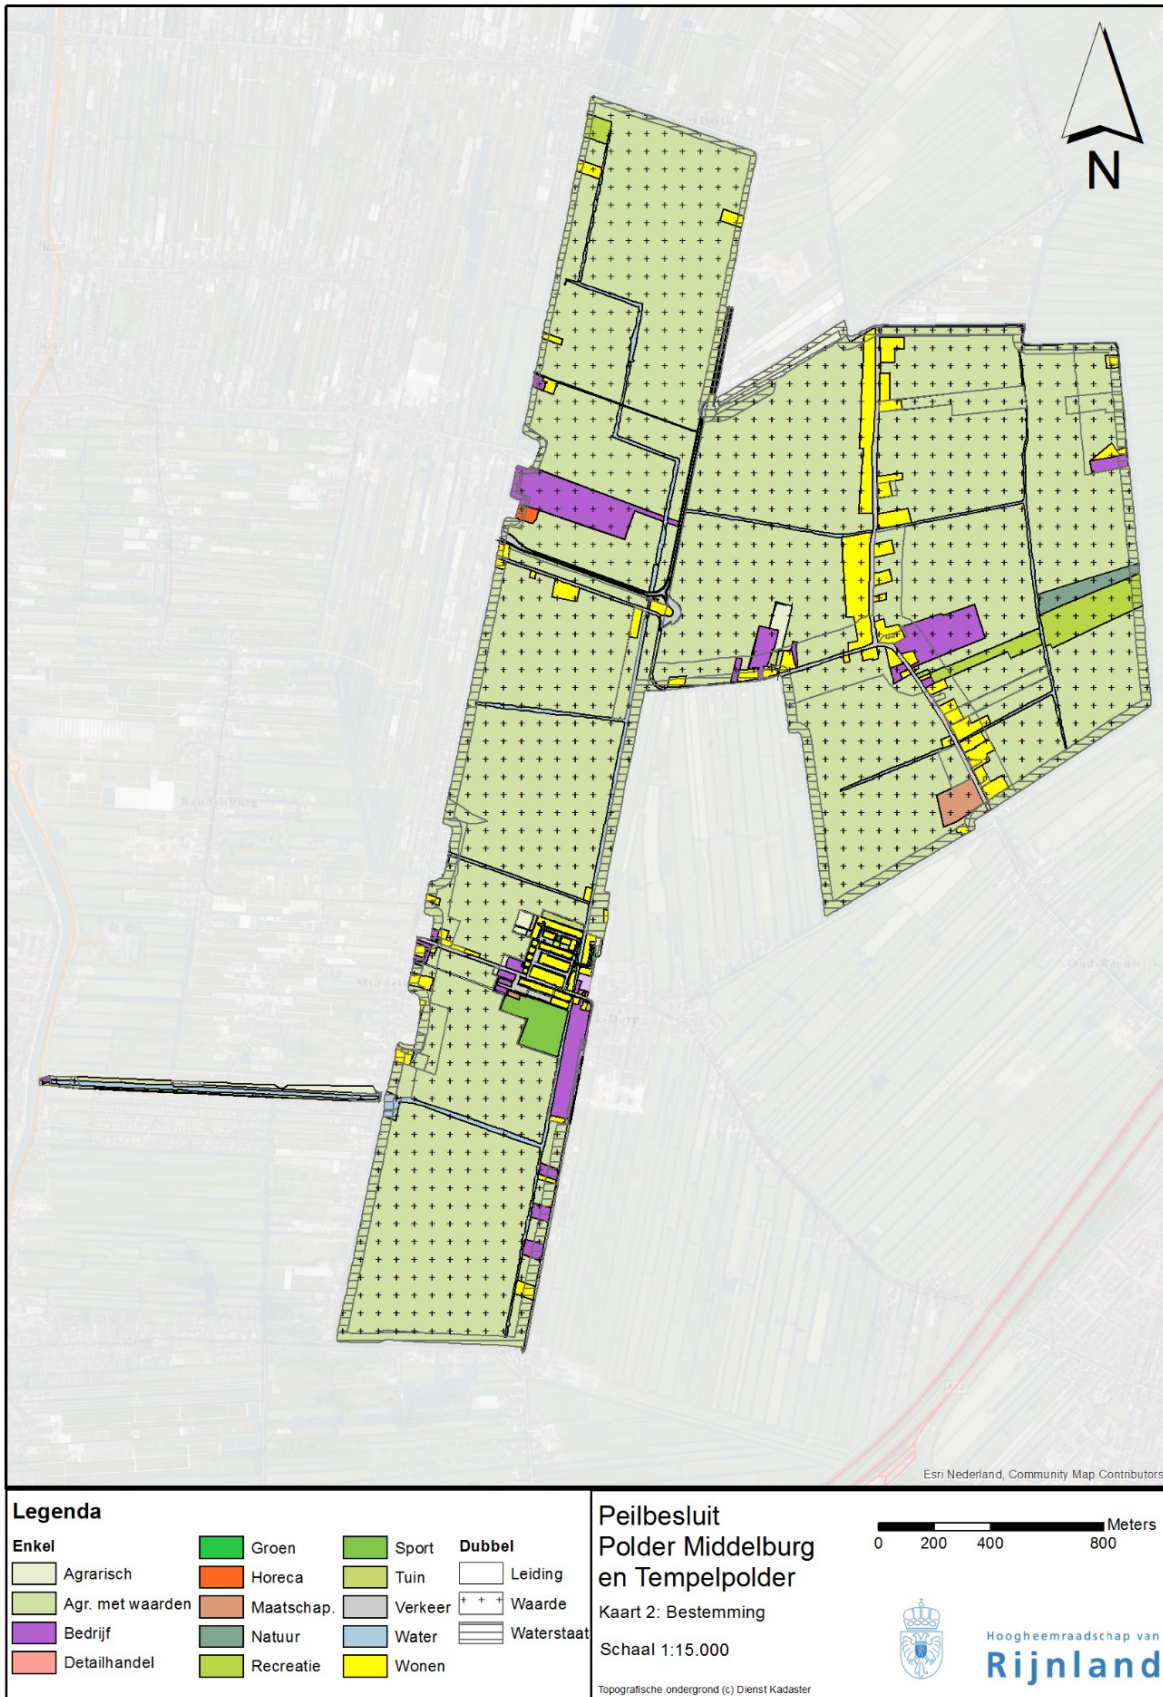 N
Randenburg
Esri Nederland, Community Map Contributors
Legenda
Enkel
Agrarisch
Agr. met waarden
Bedrijf
Detailhandel
Groen
Horeca
Maatschap.
Natuur
Recreatie
Sport
Tuin
Verkeer
Water
Wonen
Dubbel
Leiding
Waarde
Waterstaat
Peilbesluit
Polder Middelburg
en Tempelpolder
Kaart 2: Bestemming
Schaal 1:15.000
Topografische ondergrond (c) Dienst Kadaster
Meters
0 200 400 800
Hoogheemraadschap van
Rijnland